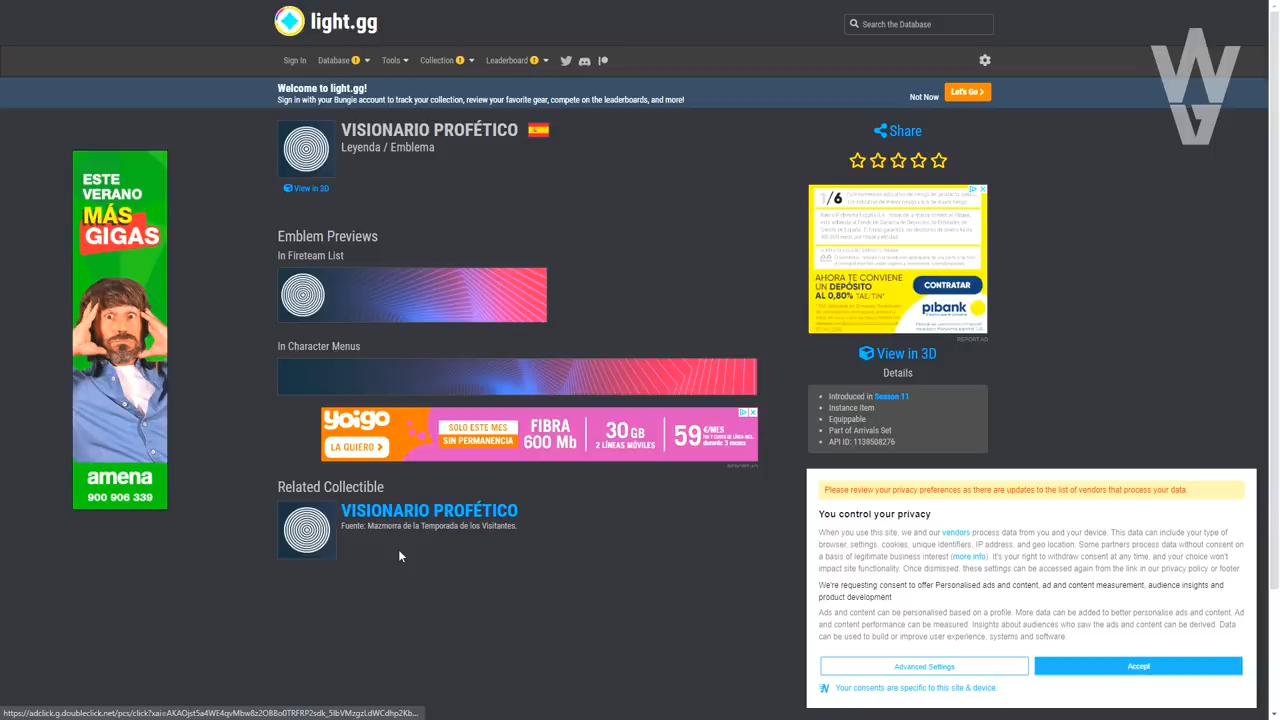 light.gg
Search the Database
Sign In
Database
Tools
Collection
Leaderboard
Welcome to light.gg!
Sign in with your Bungie account to track your collection, review your favorite gear, compete on the leaderboards, and more!
Not Now
Let's Go
WG
VISIONARIO PROFÉTICO
Leyenda / Emblema
View in 3D
Share
ESTE
VERANO
MÁS
GIGAS
amena
900 906 339
Emblem Previews
In Fireteam List
In Character Menus
1/6
AHORA TE CONVIENE
UN DEPÓSITO
AL 0,80% TAE/TIN*
CONTRATAR
pibank
REPORT AD
View in 3D
Details
Introduced in Season 11
Instance Item
Equippable
Part of Arrivals Set
API ID: 1138508276
yoigo
LA QUIERO >
SOLO ESTE MES
SIN PERMANENCIA
FIBRA
600 Mb
30 GB
2 LÍNEAS MÓVILES
59 €/MES
durante 3 meses
REPORT AD
Related Collectible
VISIONARIO PROFÉTICO
Fuente: Mazmorra de la Temporada de los Visitantes.
Please review your privacy preferences as there are updates to the list of vendors that process your data.
You control your privacy
When you use this site, we and our vendors process data from you and your device. This data can include your type of
browser, settings, cookies, unique identifiers, IP address, and geo location. Some partners process data without consent on
a basis of legitimate business interest (more info). It's your right to withdraw consent at any time, and your choice won't
impact site functionality. Once dismissed, these settings can be accessed again from the link in our privacy policy or footer.
We're requesting consent to offer Personalised ads and content, ad and content measurement, audience insights and
product development
Ads and content can be personalised based on a profile. More data can be added to better personalise ads and content. Ad
and content performance can be measured. Insights about audiences who saw the ads and content can be derived. Data
can be used to build or improve user experience, systems and software.
Advanced Settings
Accept
Your consents are specific to this site & device.